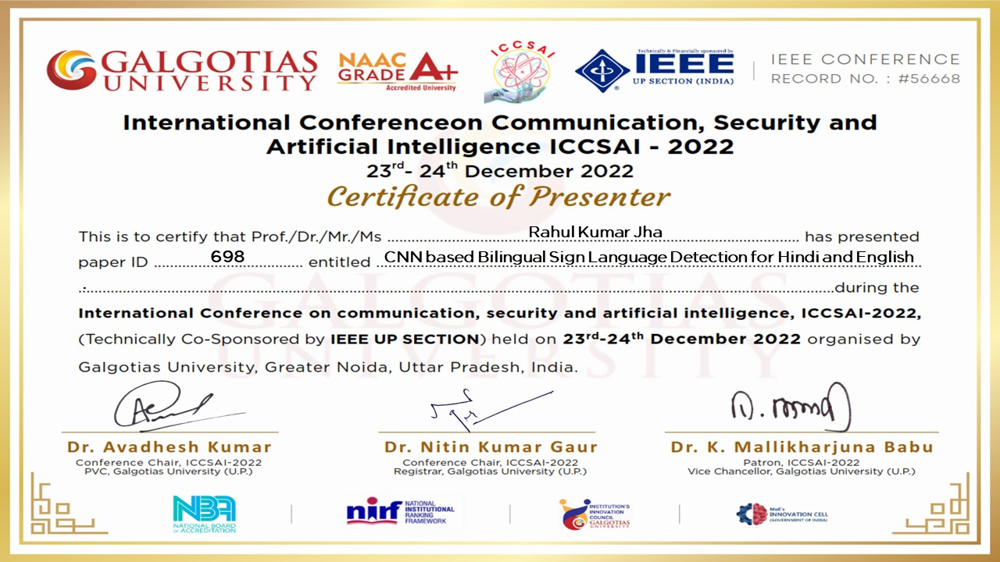 GALGOTIAS UNIVERSITY
NAAC GRADE A+
Accredited University
ICCSAI
Technically & Financially sponsored by
IEEE
UP SECTION (INDIA)
IEEE CONFERENCE
RECORD NO. : #56668
International Conferenceon Communication, Security and
Artificial Intelligence ICCSAI - 2022
23rd- 24th December 2022
Certificate of Presenter
This is to certify that Prof./Dr./Mr./Ms Rahul Kumar Jha has presented
paper ID 698 entitled CNN based Bilingual Sign Language Detection for Hindi and English
during the
International Conference on communication, security and artificial intelligence, ICCSAI-2022,
(Technically Co-Sponsored by IEEE UP SECTION) held on 23rd-24th December 2022 organised by
Galgotias University, Greater Noida, Uttar Pradesh, India.
Dr. Avadhesh Kumar
Conference Chair, ICCSAI-2022
PVC, Galgotias University (U.P.)
Dr. Nitin Kumar Gaur
Conference Chair, ICCSAI-2022
Registrar, Galgotias University (U.P.)
Dr. K. Mallikharjuna Babu
Patron, ICCSAI-2022
Vice Chancellor, Galgotias University (U.P.)
NBA
NATIONAL BOARD
OF ACCREDITATION
nirf
NATIONAL
INSTITUTIONAL
RANKING
FRAMEWORK
INSTITUTION'S
INNOVATION
COUNCIL
GALGOTIAS
UNIVERSITY
MoE's
INNOVATION CELL
(GOVERNMENT OF INDIA)